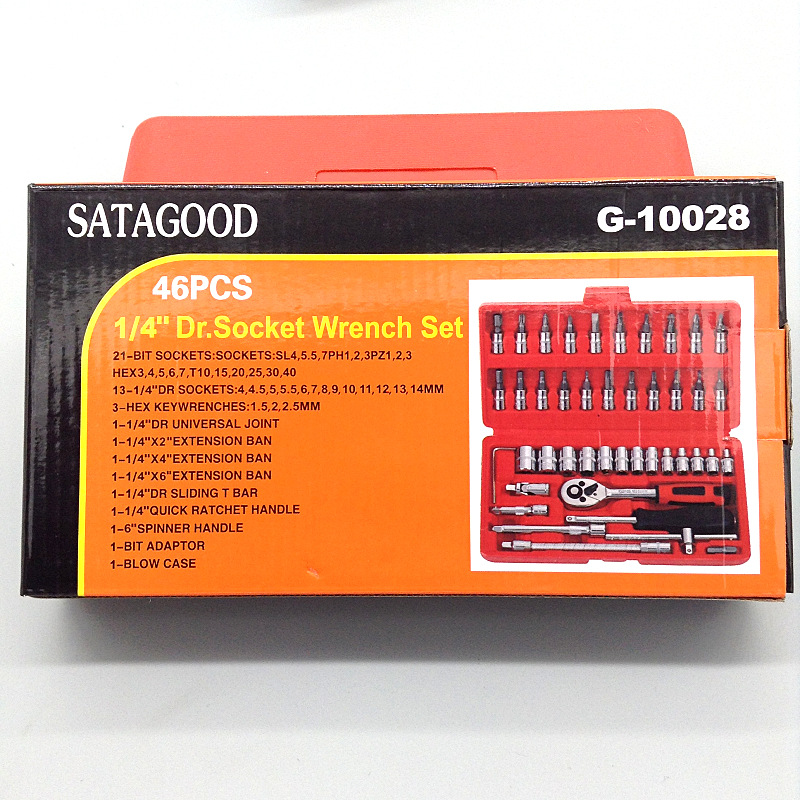 SATAGOOD
G-10028
46PCS
1/4" Dr.Socket Wrench Set
21-BIT SOCKETS:SOCKETS:SL4,5.5,7PH1,2,3PZ1,2,3
HEX3,4,5,6,7,T10,15,20,25,30,40
13-1/4"DR SOCKETS:4,4.5,5,5.5,6,7,8,9,10,11,12,13,14MM
3-HEX KEYWRENCHES:1.5,2,2.5MM
1-1/4"DR UNIVERSAL JOINT
1-1/4"X2"EXTENSION BAN
1-1/4"X4"EXTENSION BAN
1-1/4"X6"EXTENSION BAN
1-1/4"DR SLIDING T BAR
1-1/4"QUICK RATCHET HANDLE
1-6"SPINNER HANDLE
1-BIT ADAPTOR
1-BLOW CASE